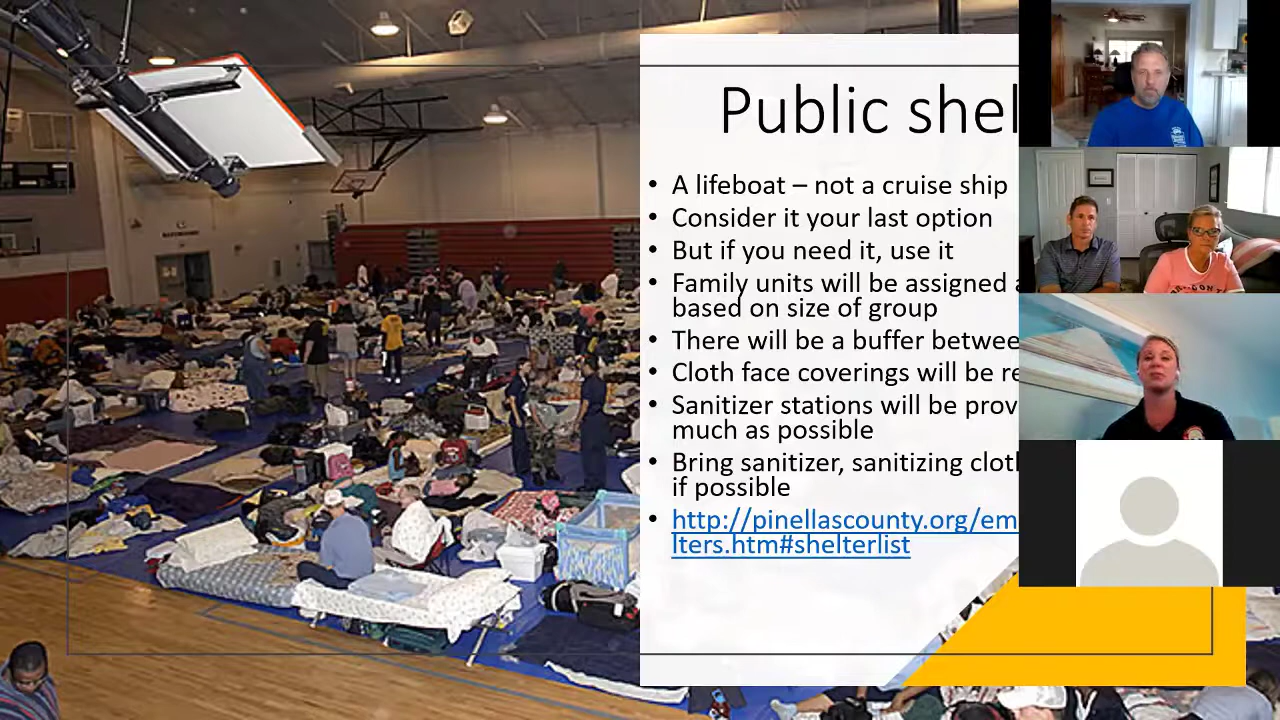 Public shel
A lifeboat – not a cruise ship
Consider it your last option
But if you need it, use it
Family units will be assigned
based on size of group
There will be a buffer betwee
Cloth face coverings will be re
Sanitizer stations will be prov
much as possible
Bring sanitizer, sanitizing clot
if possible
http://pinellascounty.org/em
lters.htm#shelterlist